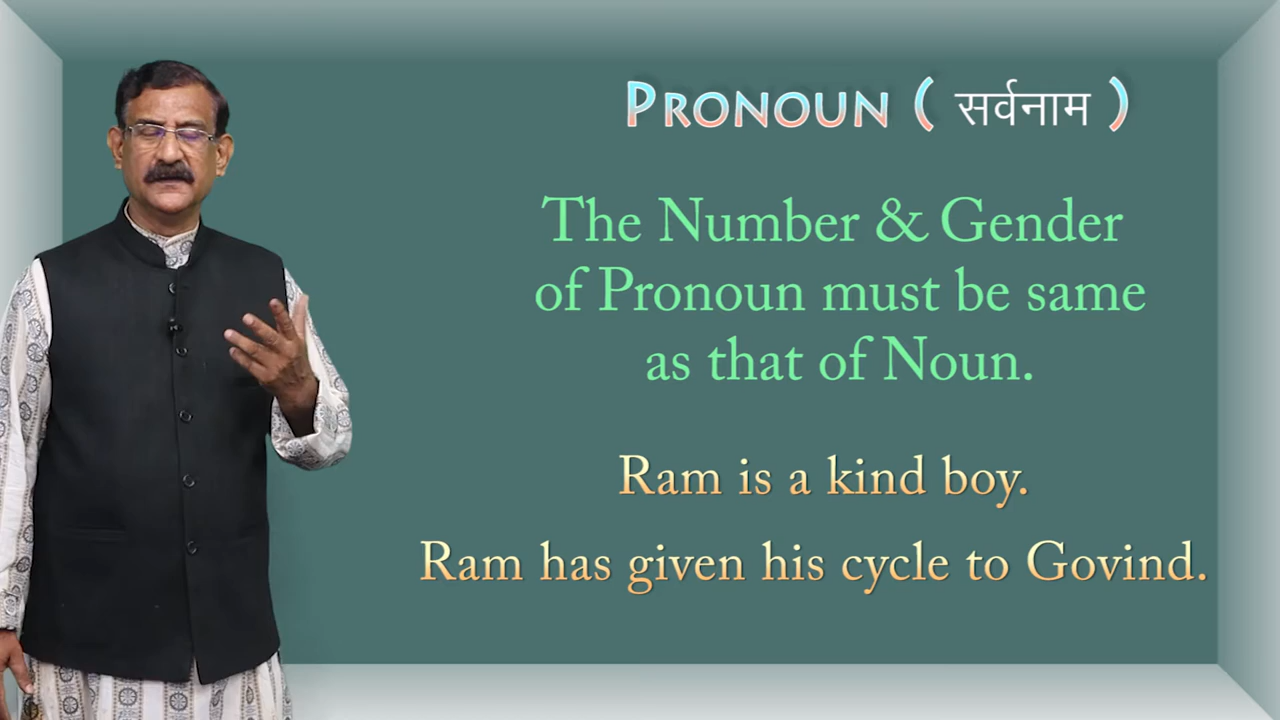 PRONOUN ( सर्वनाम )
The Number & Gender
of Pronoun must be same
as that of Noun.
Ram is a kind boy.
Ram has given his cycle to Govind.